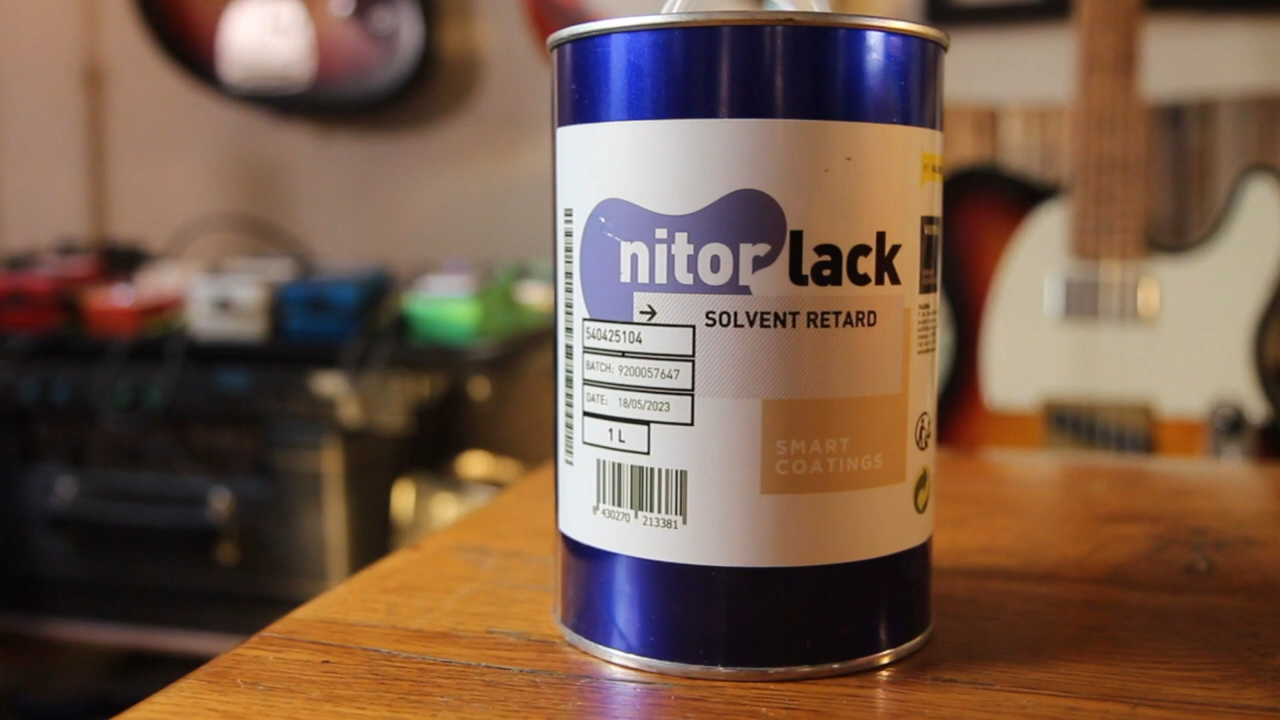 nitorlack
SOLVENT RETARD
540425104
BATCH: 9200057647
DATE: 18/05/2023
1 L
SMART
COATINGS
8 430270 213381